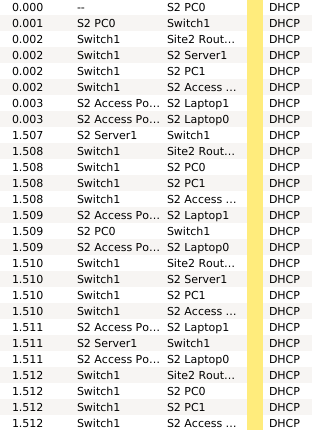 0.000 -- S2 PC0 DHCP
0.001 S2 PC0 Switch1 DHCP
0.002 Switch1 Site2 Rout... DHCP
0.002 Switch1 S2 Server1 DHCP
0.002 Switch1 S2 PC1 DHCP
0.002 Switch1 S2 Access ... DHCP
0.003 S2 Access Po... S2 Laptop1 DHCP
0.003 S2 Access Po... S2 Laptop0 DHCP
1.507 S2 Server1 Switch1 DHCP
1.508 Switch1 Site2 Rout... DHCP
1.508 Switch1 S2 PC0 DHCP
1.508 Switch1 S2 PC1 DHCP
1.508 Switch1 S2 Access ... DHCP
1.509 S2 Access Po... S2 Laptop1 DHCP
1.509 S2 PC0 Switch1 DHCP
1.509 S2 Access Po... S2 Laptop0 DHCP
1.510 Switch1 Site2 Rout... DHCP
1.510 Switch1 S2 Server1 DHCP
1.510 Switch1 S2 PC1 DHCP
1.510 Switch1 S2 Access ... DHCP
1.511 S2 Access Po... S2 Laptop1 DHCP
1.511 S2 Server1 Switch1 DHCP
1.511 S2 Access Po... S2 Laptop0 DHCP
1.512 Switch1 Site2 Rout... DHCP
1.512 Switch1 S2 PC0 DHCP
1.512 Switch1 S2 PC1 DHCP
1.512 Switch1 S2 Access ... DHCP